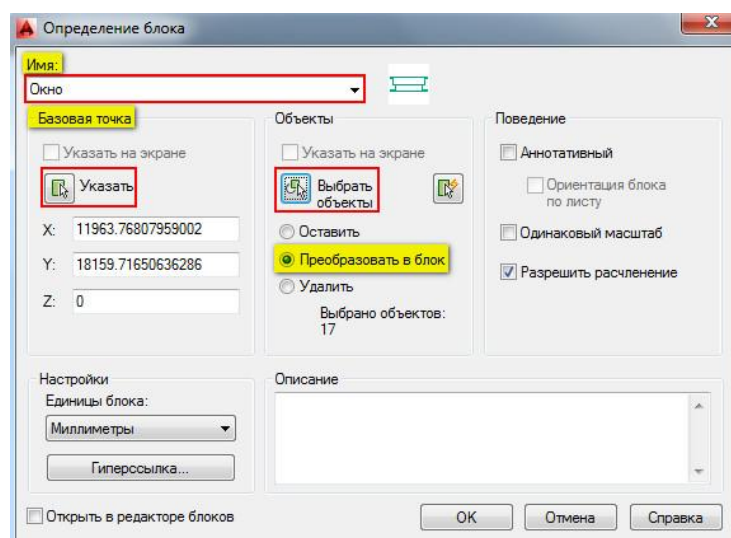 Определение блока
Имя:
Окно
Базовая точка
Указать на экране
Указать
X: 11963.76807959002
Y: 18159.71650636286
Z: 0
Объекты
Указать на экране
Выбрать
объекты
Оставить
Преобразовать в блок
Удалить
Выбрано объектов:
17
Поведение
Аннотативный
Ориентация блока
по листу
Одинаковый масштаб
Разрешить расчленение
Настройки
Единицы блока:
Миллиметры
Гиперссылка...
Описание
Открыть в редакторе блоков
OK
Отмена
Справка